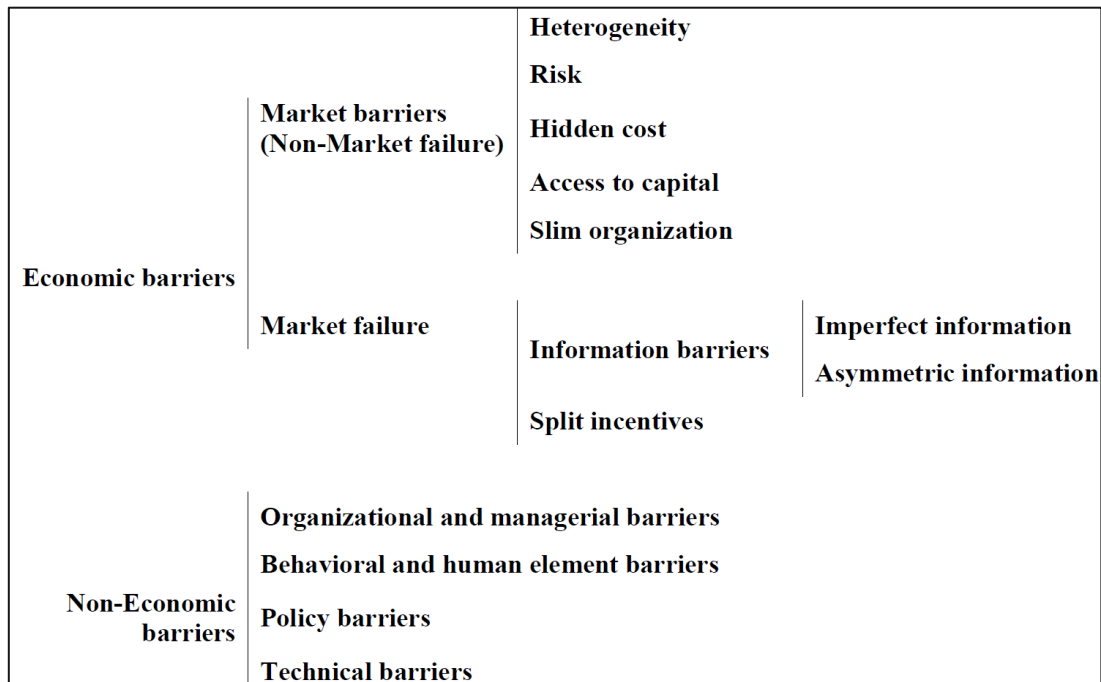 Heterogeneity
Risk
Market barriers
(Non-Market failure)
Hidden cost
Access to capital
Slim organization
Economic barriers
Market failure
Imperfect information
Information barriers
Asymmetric information
Split incentives
Organizational and managerial barriers
Behavioral and human element barriers
Non-Economic
barriers
Policy barriers
Technical barriers